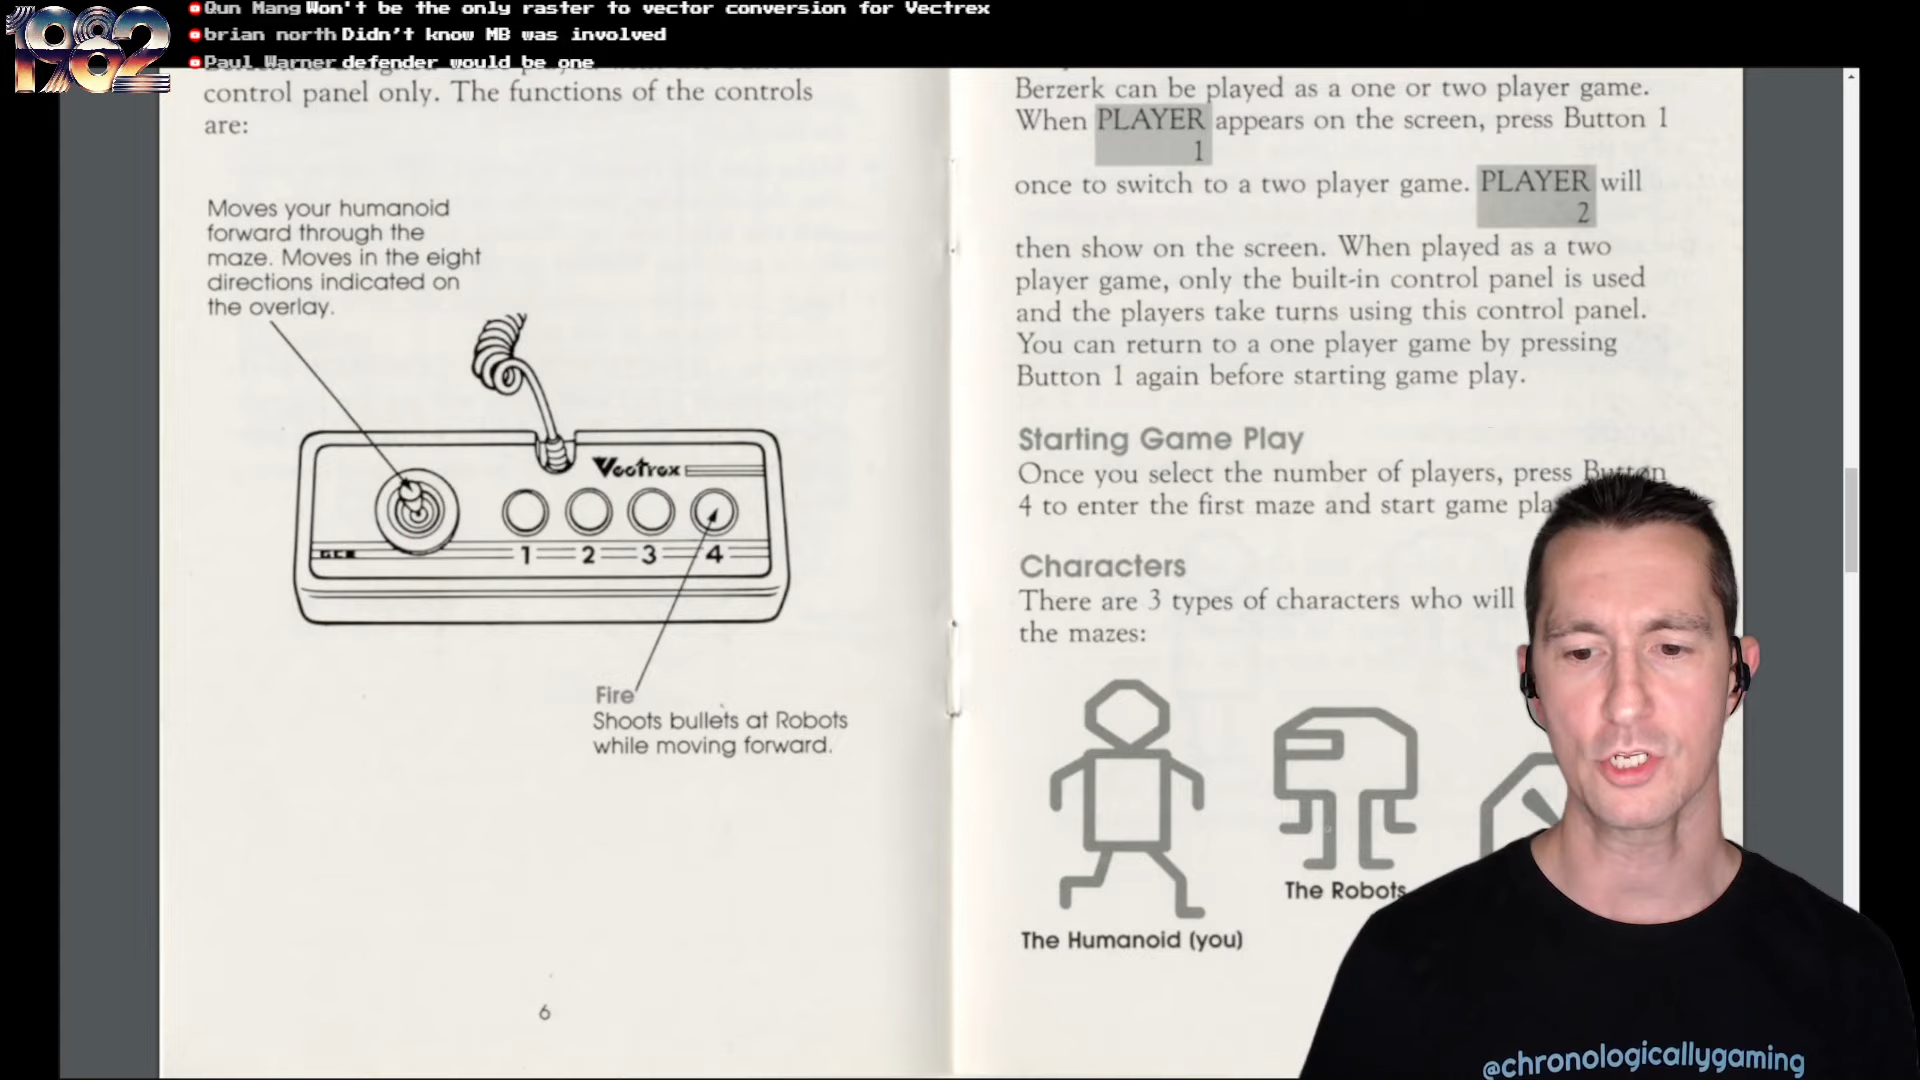 1982
Qun Mang Won't be the only raster to vector conversion for Vectrex
brian north Didn't know MB was involved
Paul Warner defender would be one
control panel only. The functions of the controls
are:
Moves your humanoid
forward through the
maze. Moves in the eight
directions indicated on
the overlay.
Vectrex
GCE
1 2 3 4
Fire
Shoots bullets at Robots
while moving forward.
6
Berzerk can be played as a one or two player game.
When PLAYER appears on the screen, press Button 1
1
once to switch to a two player game. PLAYER will
2
then show on the screen. When played as a two
player game, only the built-in control panel is used
and the players take turns using this control panel.
You can return to a one player game by pressing
Button 1 again before starting game play.
Starting Game Play
Once you select the number of players, press Button
4 to enter the first maze and start game pla
Characters
There are 3 types of characters who will
the mazes:
The Robots
The Humanoid (you)
@chronologicallygaming